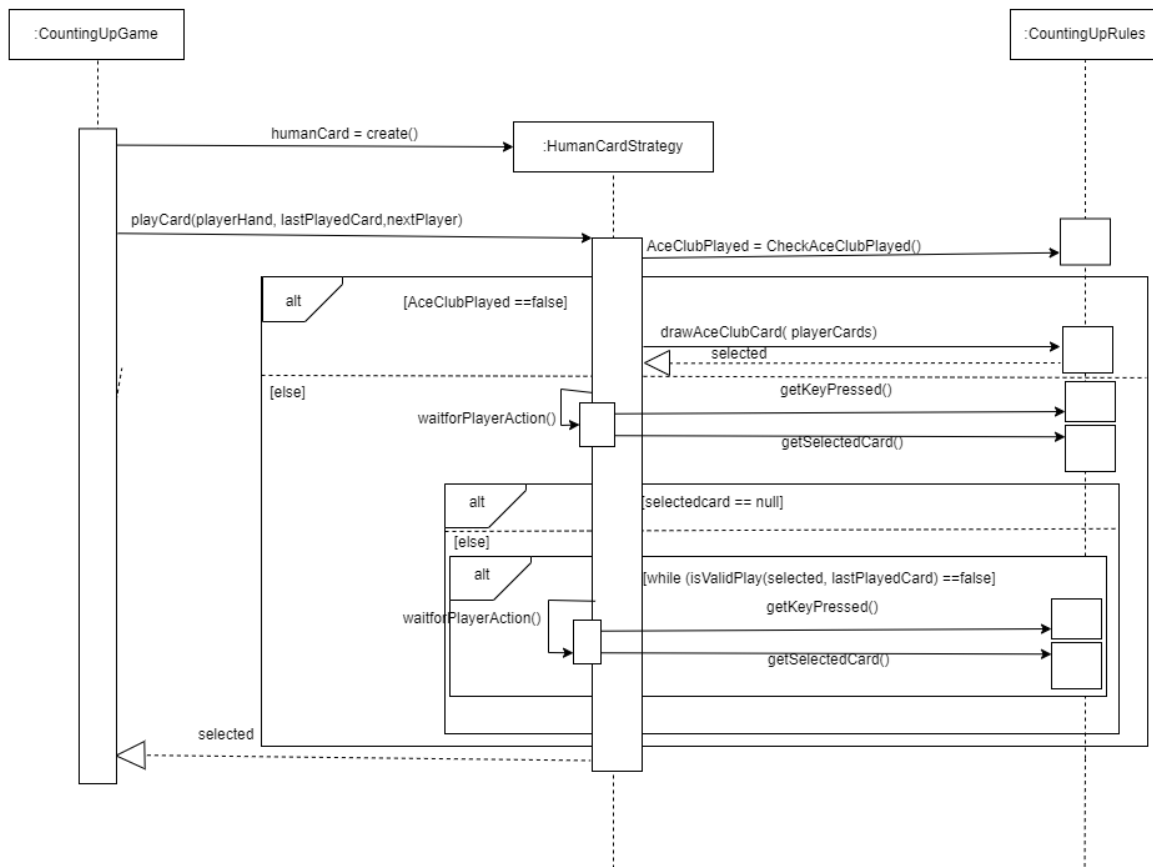 :CountingUpGame
:CountingUpRules
humanCard = create()
:HumanCardStrategy
playCard(playerHand, lastPlayedCard,nextPlayer)
AceClubPlayed = CheckAceClubPlayed()
alt
[AceClubPlayed ==false]
drawAceClubCard( playerCards)
selected
[else]
getKeyPressed()
waitforPlayerAction()
getSelectedCard()
alt
[selectedcard == null]
[else]
alt
[while (isValidPlay(selected, lastPlayedCard) ==false]
getKeyPressed()
waitforPlayerAction()
getSelectedCard()
selected